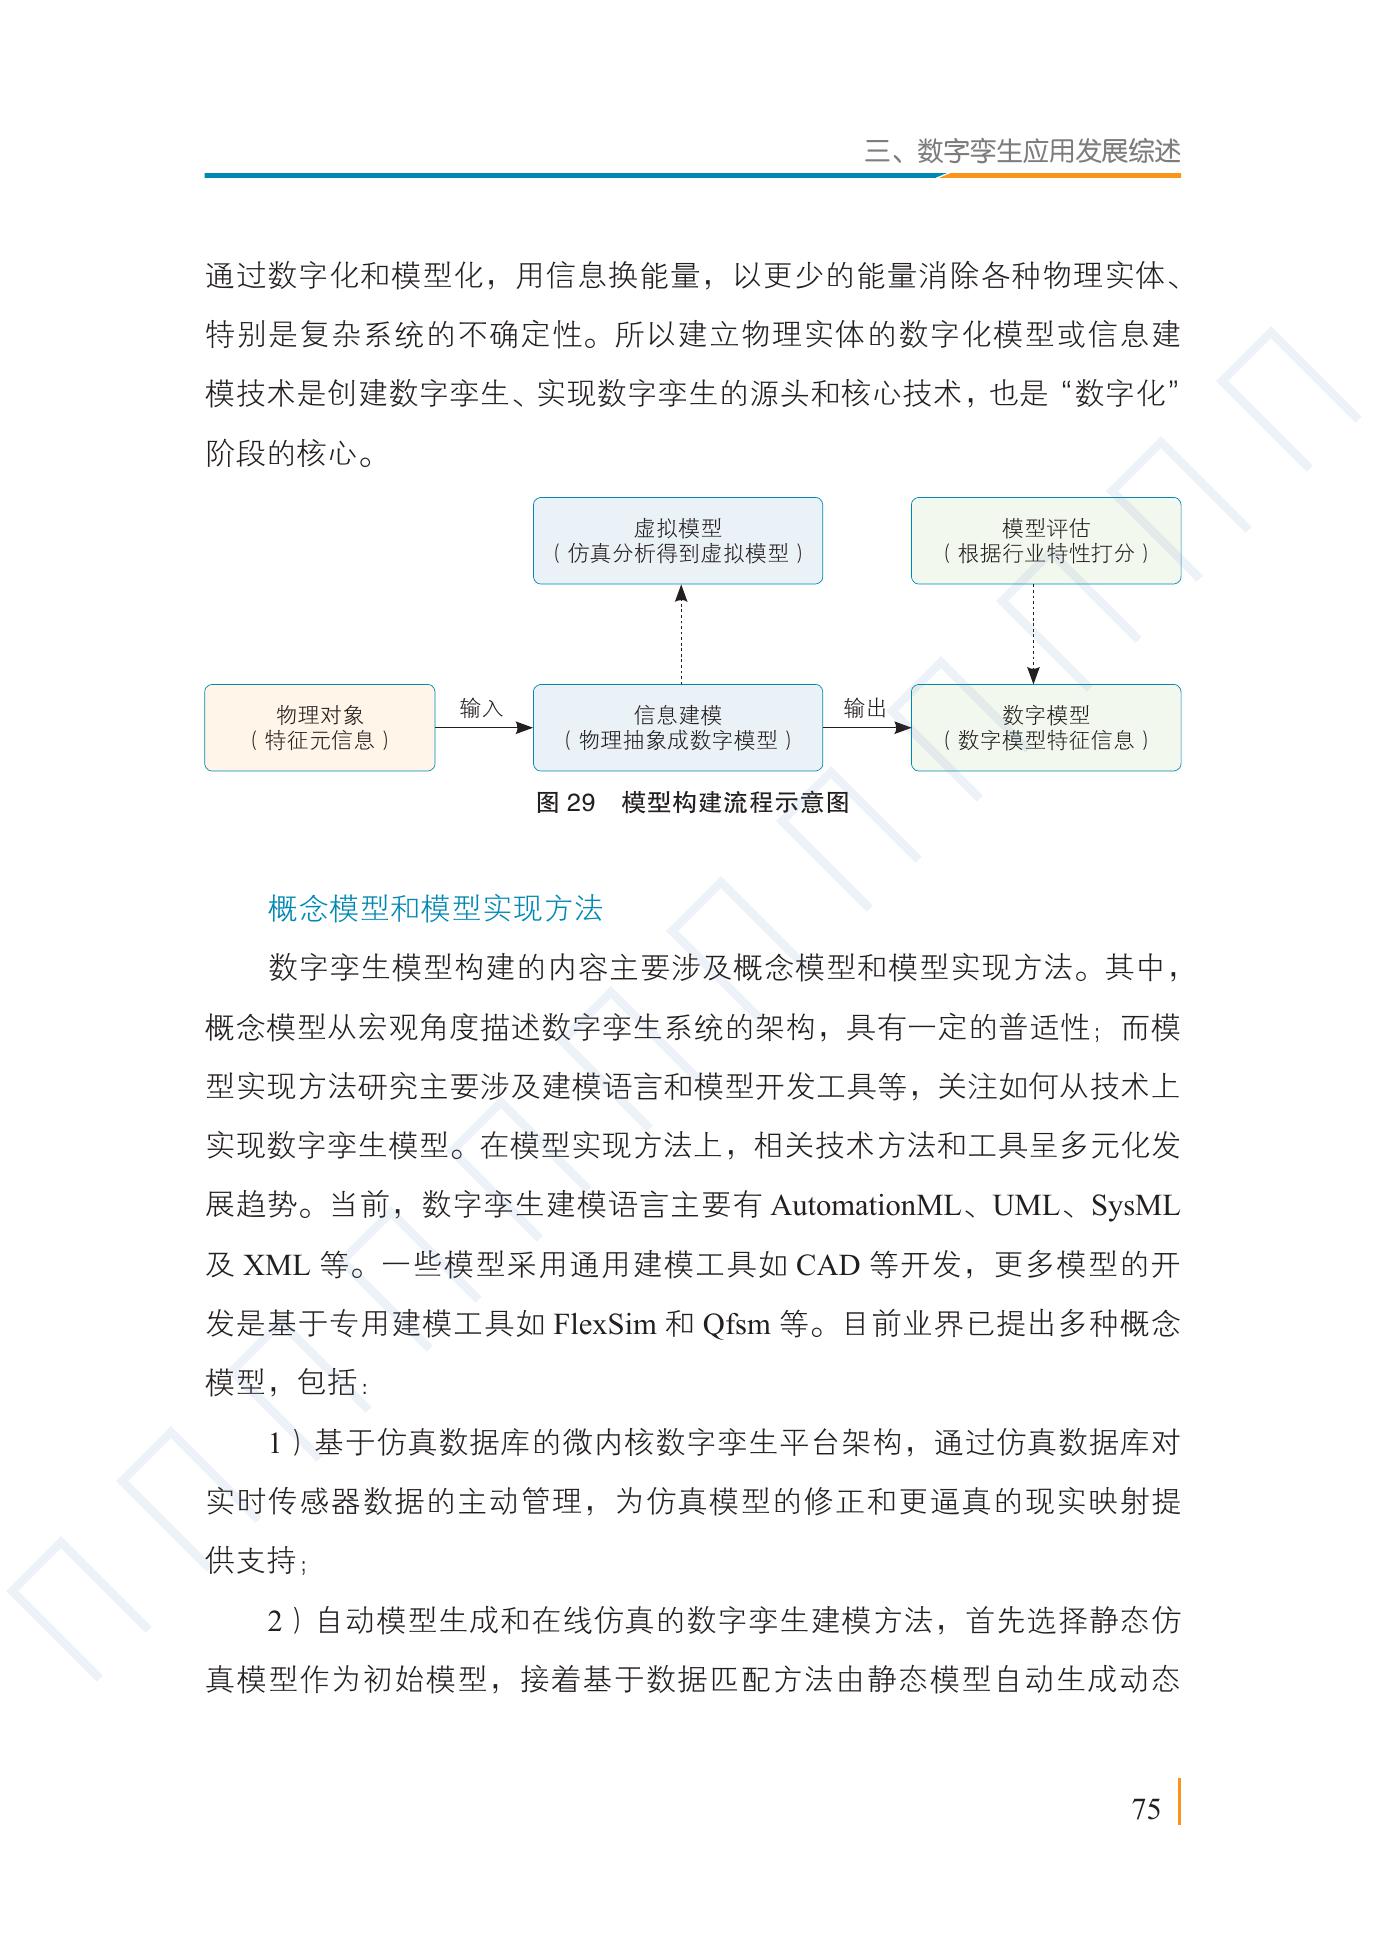 三、数字孪生应用发展综述
通过数字化和模型化，用信息换能量，以更少的能量消除各种物理实体、
特别是复杂系统的不确定性。所以建立物理实体的数字化模型或信息建
模技术是创建数字孪生、实现数字孪生的源头和核心技术，也是“数字化”
阶段的核心。
虚拟模型
（仿真分析得到虚拟模型）
模型评估
（根据行业特性打分）
物理对象
（特征元信息）
输入
信息建模
（物理抽象成数字模型）
输出
数字模型
（数字模型特征信息）
图 29　模型构建流程示意图
概念模型和模型实现方法
数字孪生模型构建的内容主要涉及概念模型和模型实现方法。其中，
概念模型从宏观角度描述数字孪生系统的架构，具有一定的普适性；而模
型实现方法研究主要涉及建模语言和模型开发工具等，关注如何从技术上
实现数字孪生模型。在模型实现方法上，相关技术方法和工具呈多元化发
展趋势。当前，数字孪生建模语言主要有 AutomationML、UML、SysML
及 XML 等。一些模型采用通用建模工具如 CAD 等开发，更多模型的开
发是基于专用建模工具如 FlexSim 和 Qfsm 等。目前业界已提出多种概念
模型，包括：
1）基于仿真数据库的微内核数字孪生平台架构，通过仿真数据库对
实时传感器数据的主动管理，为仿真模型的修正和更逼真的现实映射提
供支持；
2）自动模型生成和在线仿真的数字孪生建模方法，首先选择静态仿
真模型作为初始模型，接着基于数据匹配方法由静态模型自动生成动态
75